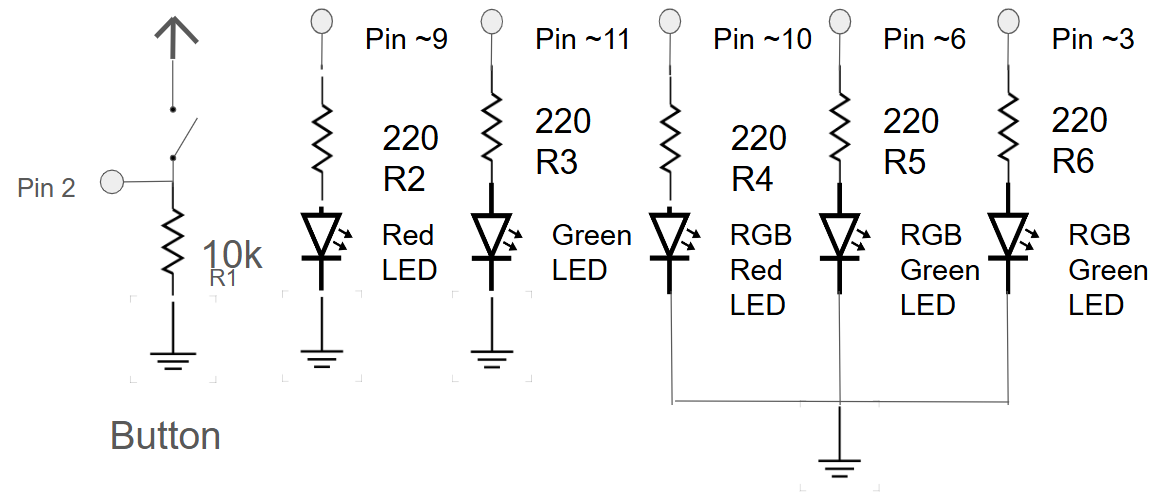 Pin ~9
Pin ~11
Pin ~10
Pin ~6
Pin ~3
220
R2
220
R3
220
R4
220
R5
220
R6
Pin 2
10k
R1
Red
LED
Green
LED
RGB
Red
LED
RGB
Green
LED
RGB
Green
LED
Button